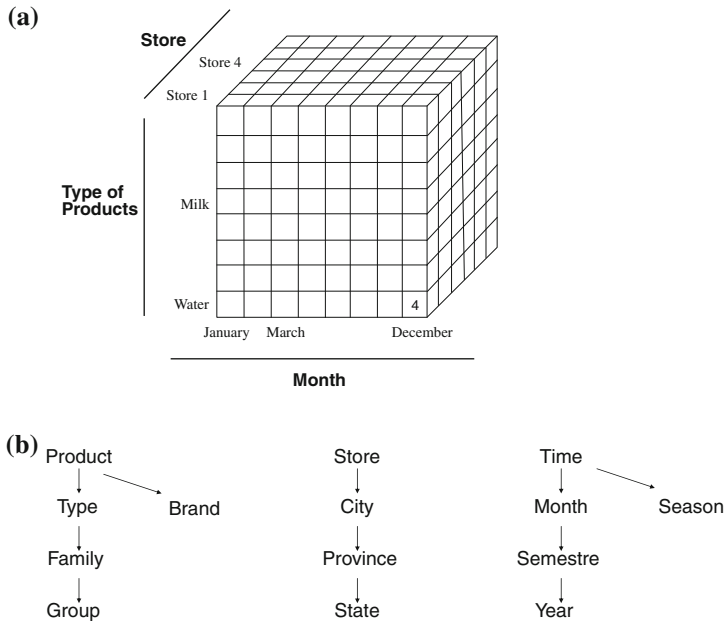 (a)
Store
Store 4
Store 1
Type of
Products
Milk
Water
4
January March December
Month
(b)
Product Store Time
Type Brand City Month Season
Family Province Semestre
Group State Year